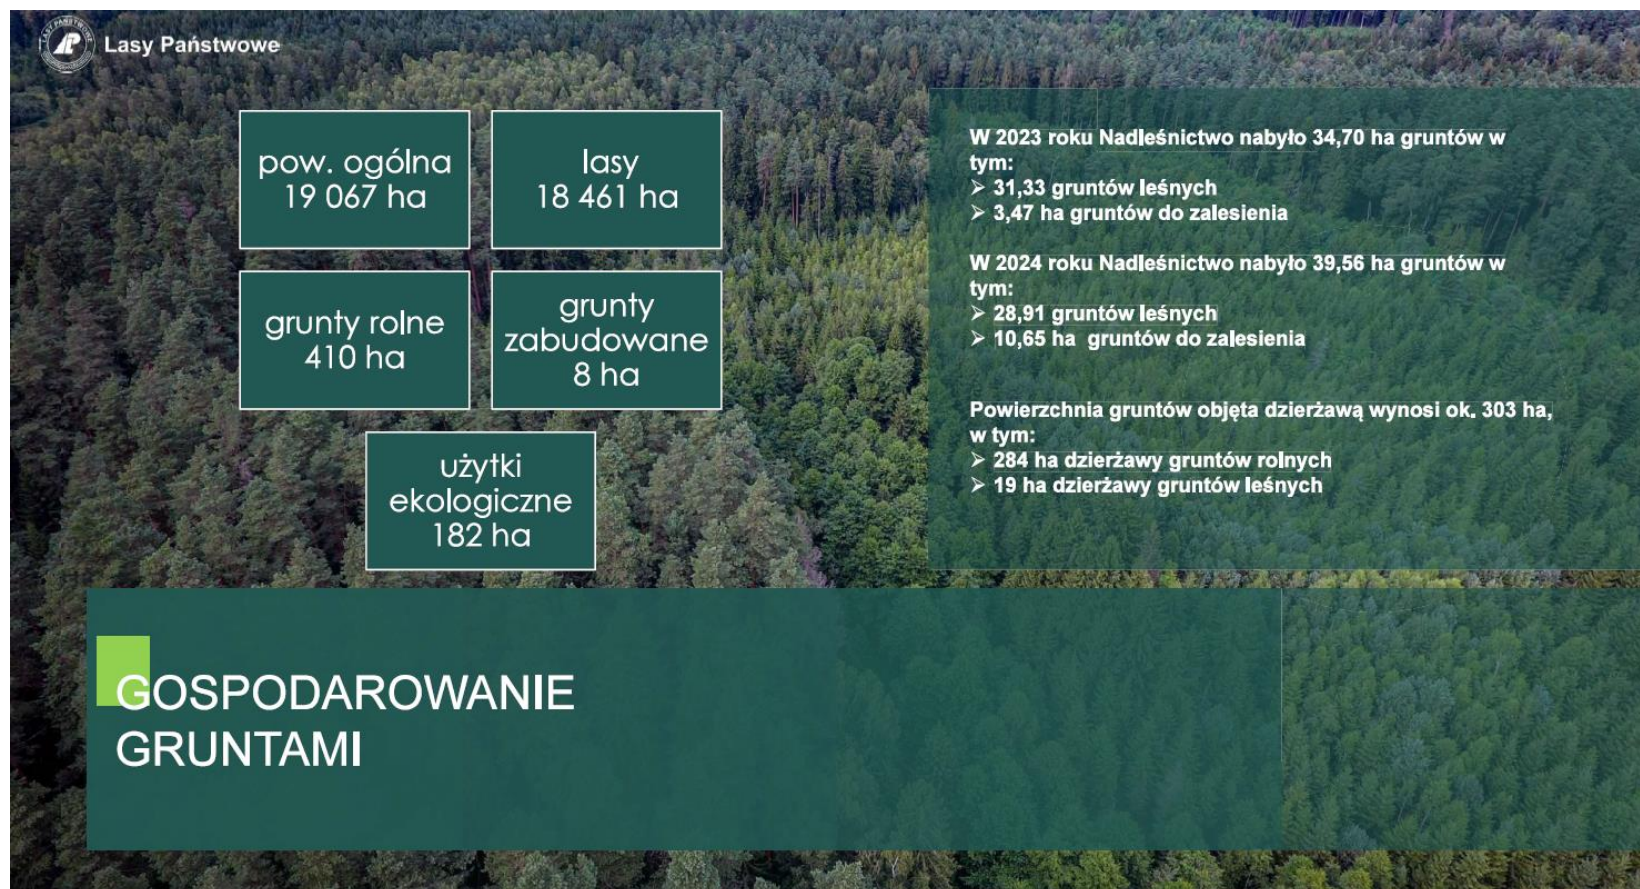 Lasy Państwowe
pow. ogólna
19 067 ha
lasy
18 461 ha
grunty rolne
410 ha
grunty
zabudowane
8 ha
użytki
ekologiczne
182 ha
W 2023 roku Nadleśnictwo nabyło 34,70 ha gruntów w
tym:
➢ 31,33 gruntów leśnych
➢ 3,47 ha gruntów do zalesienia
W 2024 roku Nadleśnictwo nabyło 39,56 ha gruntów w
tym:
➢ 28,91 gruntów leśnych
➢ 10,65 ha gruntów do zalesienia
Powierzchnia gruntów objęta dzierżawą wynosi ok. 303 ha,
w tym:
➢ 284 ha dzierżawy gruntów rolnych
➢ 19 ha dzierżawy gruntów leśnych
GOSPODAROWANIE
GRUNTAMI